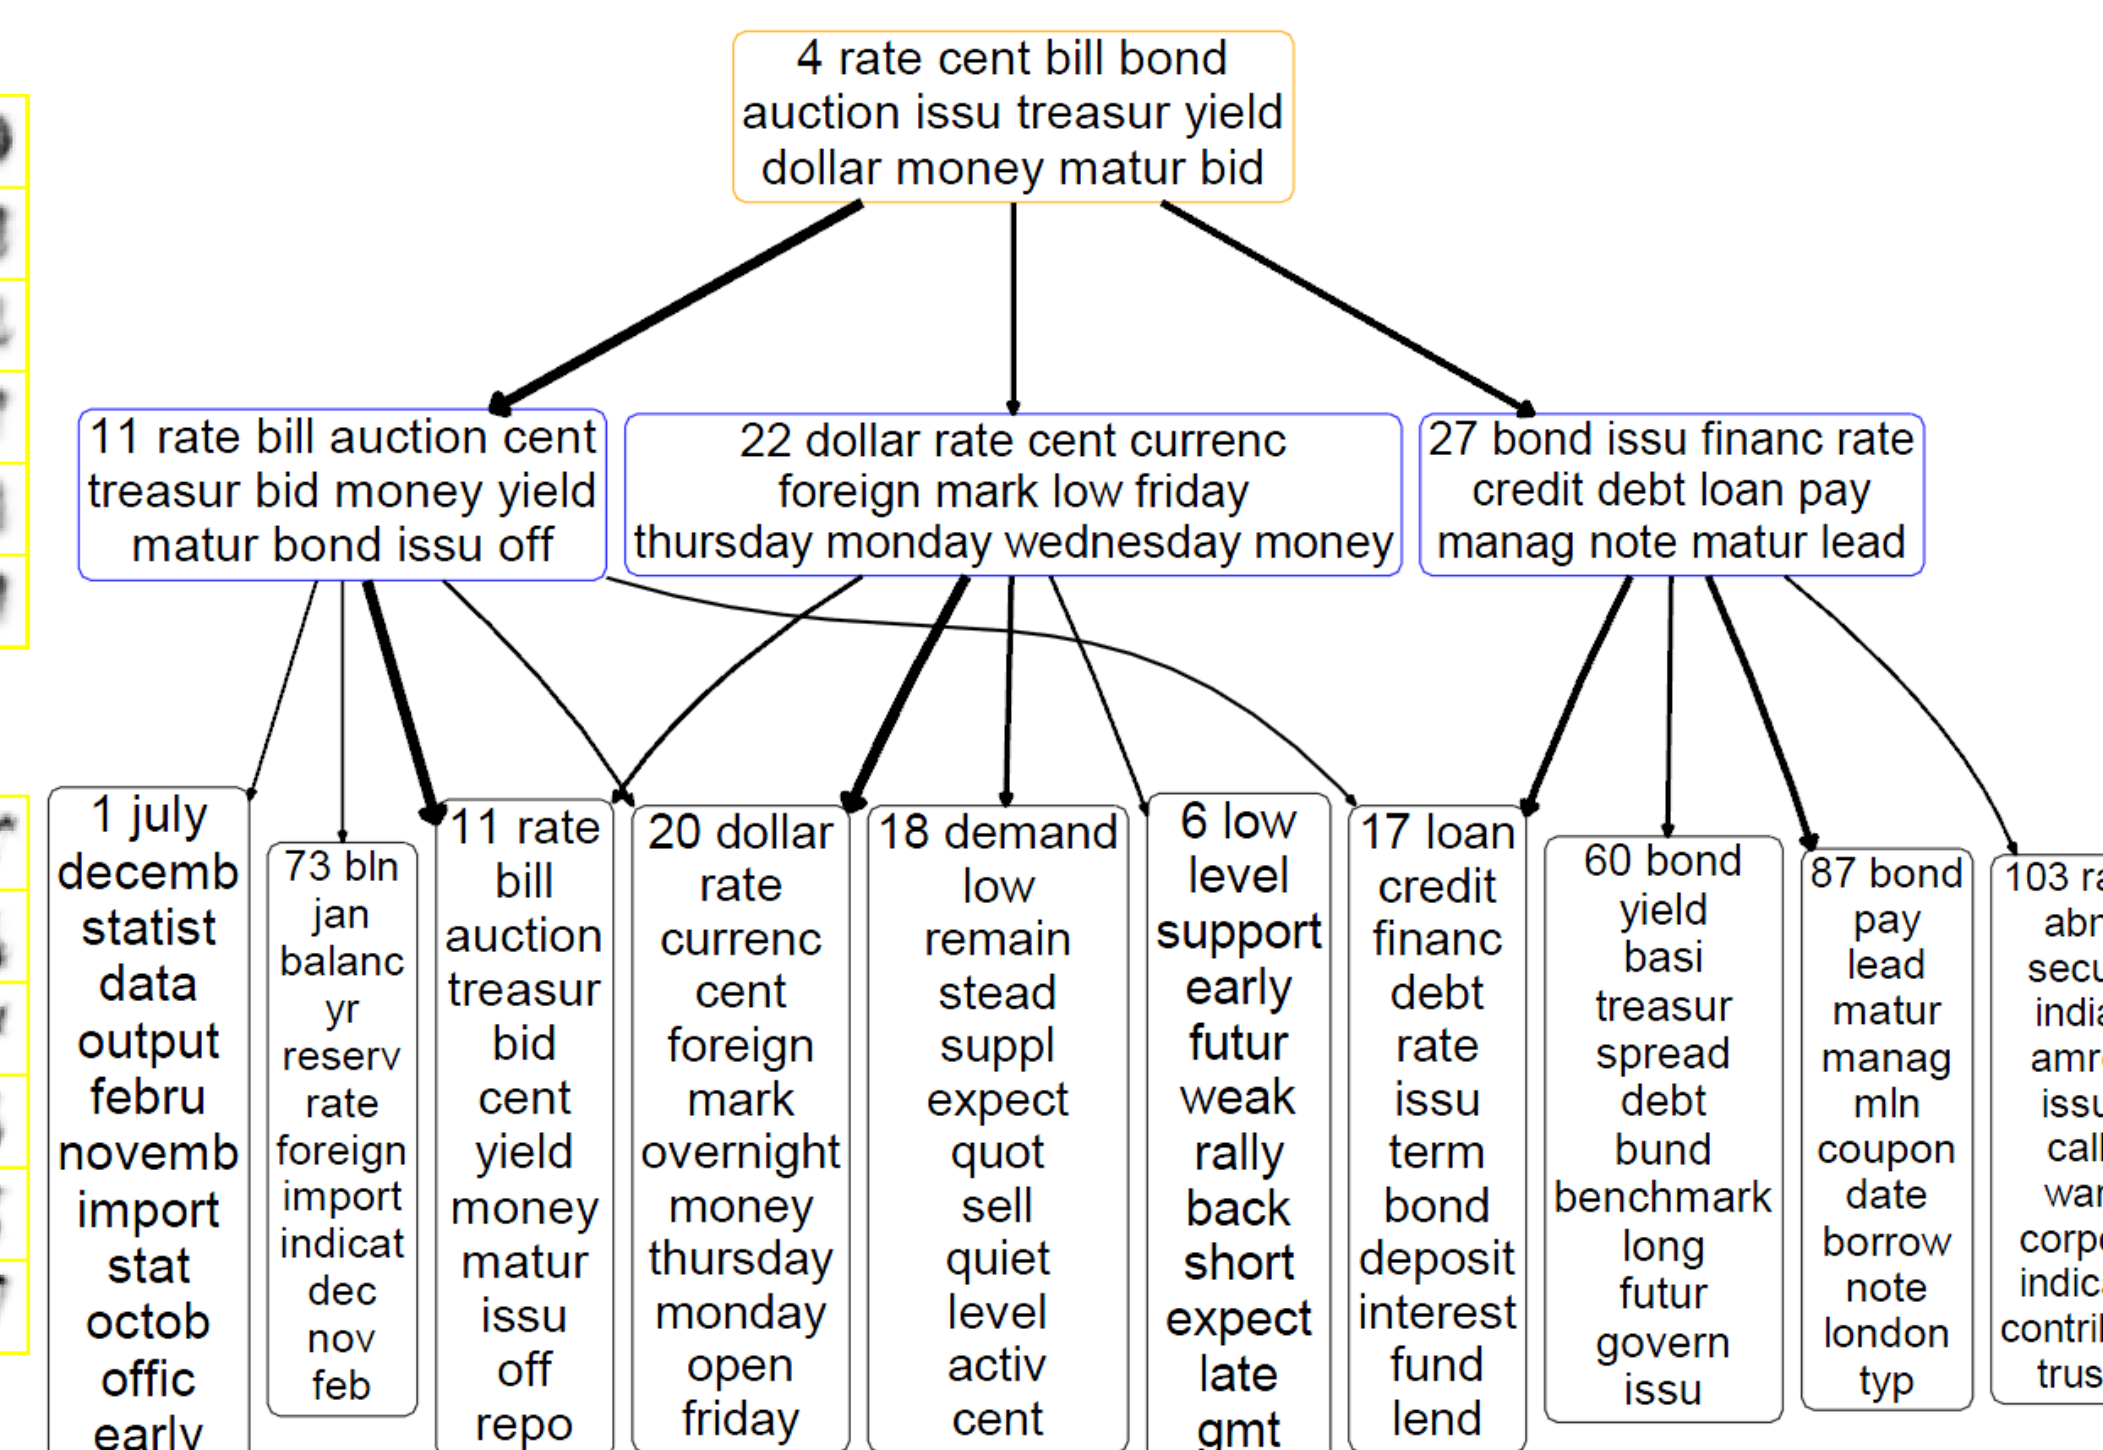 4 rate cent bill bond
auction issu treasur yield
dollar money matur bid
11 rate bill auction cent
treasur bid money yield
matur bond issu off
22 dollar rate cent currenc
foreign mark low friday
thursday monday wednesday money
27 bond issu financ rate
credit debt loan pay
manag note matur lead
1 july
decemb
statist
data
output
febru
novemb
import
stat
octob
offic
early
73 bln
jan
balanc
yr
reserv
rate
foreign
import
indicat
dec
nov
feb
11 rate
bill
auction
treasur
bid
cent
yield
money
matur
issu
off
repo
20 dollar
rate
currenc
cent
foreign
mark
overnight
money
thursday
monday
open
friday
18 demand
low
remain
stead
suppl
expect
quot
sell
quiet
level
activ
cent
6 low
level
support
early
futur
weak
rally
back
short
expect
late
gmt
17 loan
credit
financ
debt
rate
issu
term
bond
deposit
interest
fund
lend
60 bond
yield
basi
treasur
spread
debt
bund
benchmark
long
futur
govern
issu
87 bond
pay
lead
matur
manag
mln
coupon
date
borrow
note
london
typ
103